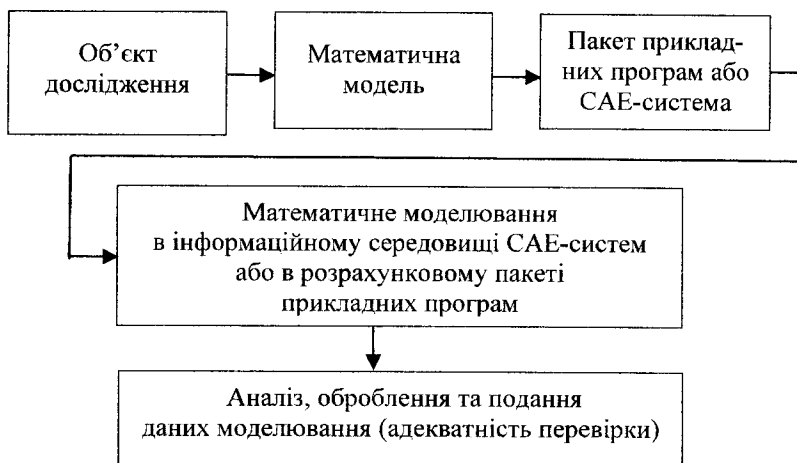 Об’єкт
дослідження
Математична
модель
Пакет приклад-
них програм або
САЕ-система
Математичне моделювання
в інформаційному середовищі САЕ-систем
або в розрахунковому пакеті
прикладних програм
Аналіз, оброблення та подання
даних моделювання (адекватність перевірки)